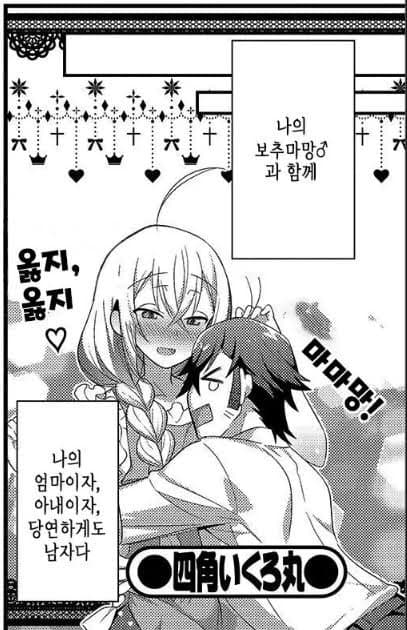 나의
보추마망♂
과 함께
옳지,
옳지
♡
마마망!
나의
엄마이자,
아내이자,
당연하게도
남자다
●四角いくろ丸●